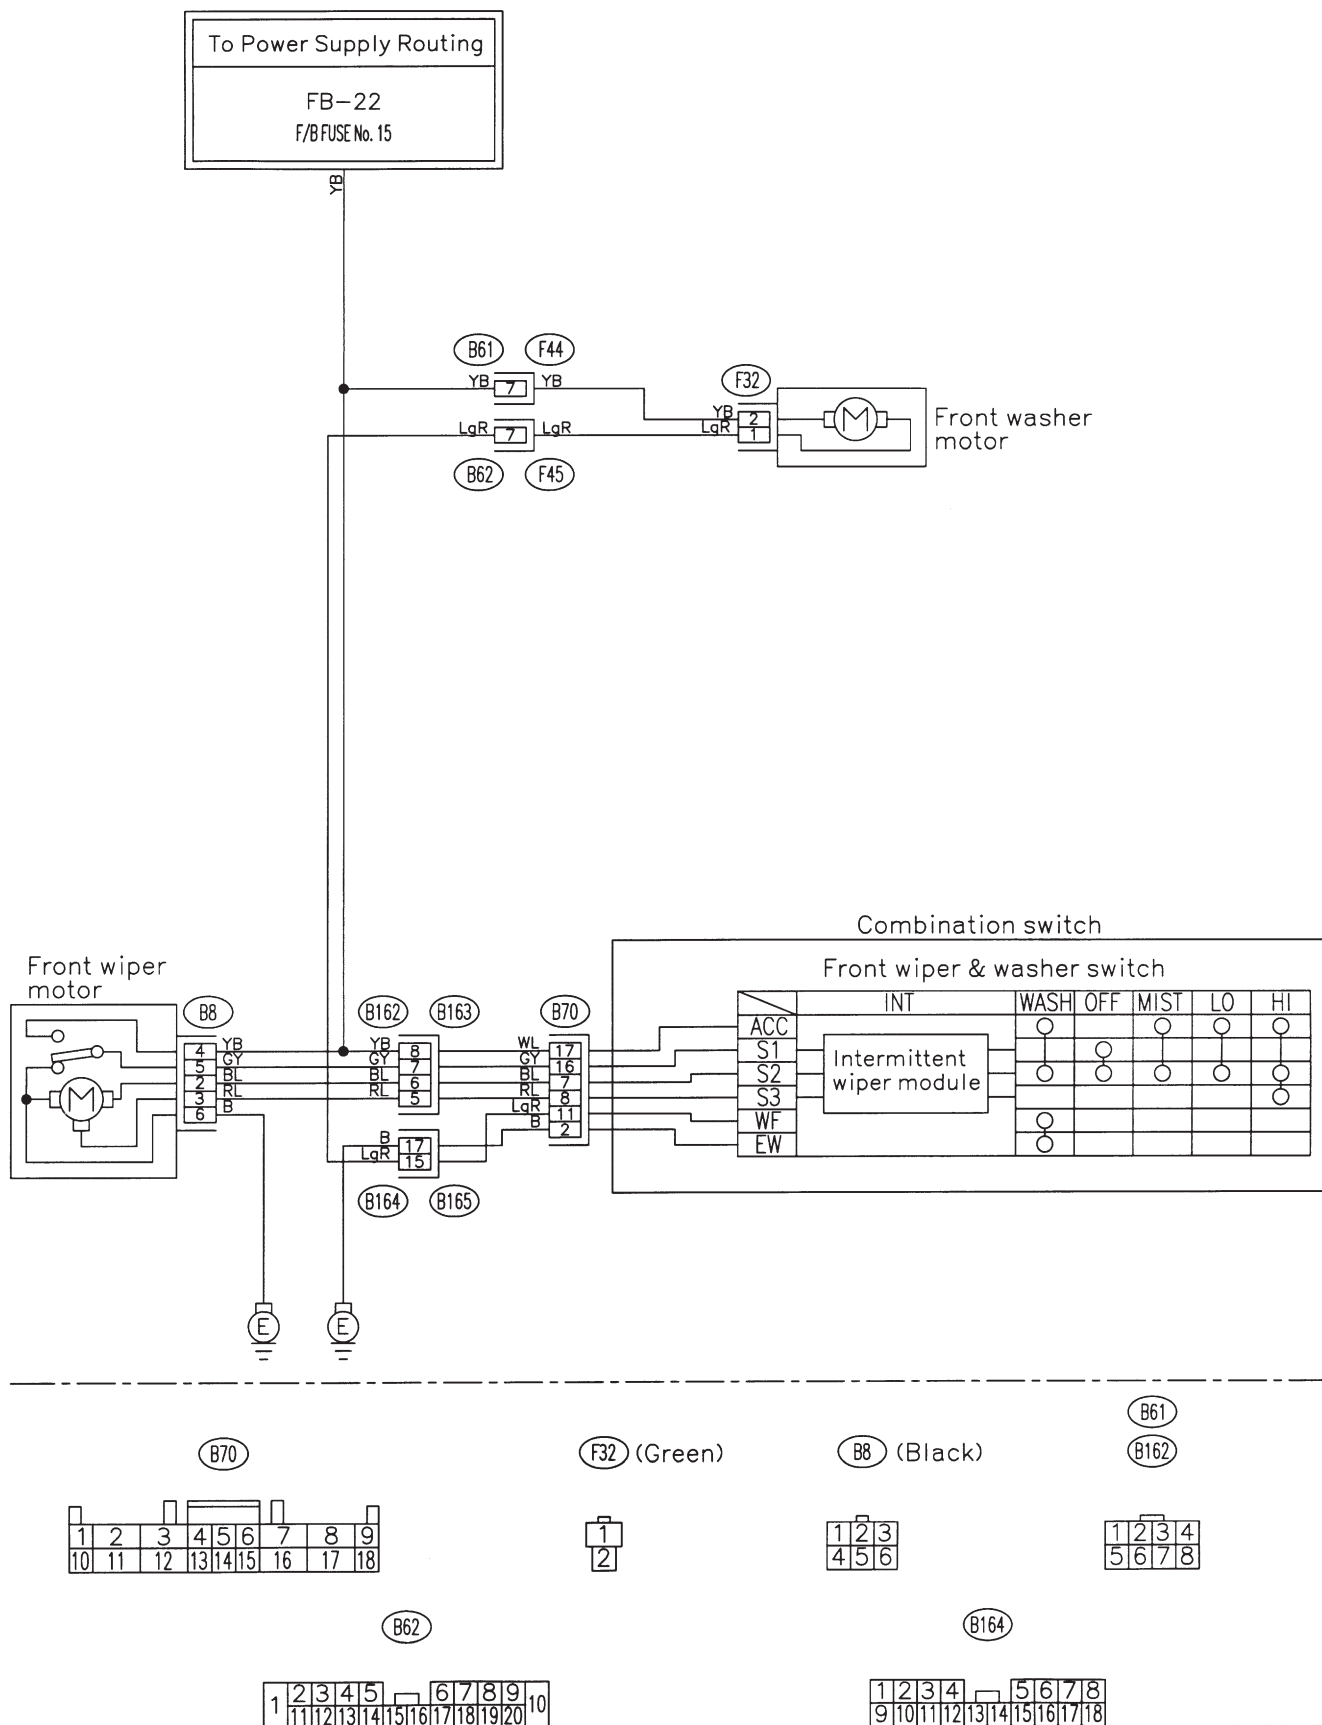 To Power Supply Routing
FB-22
F/B FUSE No. 15
YB
B61 F44
YB 7 YB
F32
YB 2
LgR 1
M
Front washer
motor
LgR 7 LgR
B62 F45
Combination switch
Front wiper & washer switch
INT WASH OFF MIST LO HI
ACC
S1
S2
S3
WF
EW
Intermittent
wiper module
Front wiper
motor
M
B8 B162 B163 B70
4 YB YB 8 WL 17
5 GY GY 7 GY 16
2 BL BL 6 BL 7
3 RL RL 5 RL 8
6 B LgR 11
B 2
B 17
LgR 15
B164 B165
E E
B70
1 2 3 4 5 6 7 8 9
10 11 12 13 14 15 16 17 18
F32 (Green)
1
2
B8 (Black)
1 2 3
4 5 6
B61
B162
1 2 3 4
5 6 7 8
B62
1 2 3 4 5 6 7 8 9 10
11 12 13 14 15 16 17 18 19 20
B164
1 2 3 4 5 6 7 8
9 10 11 12 13 14 15 16 17 18